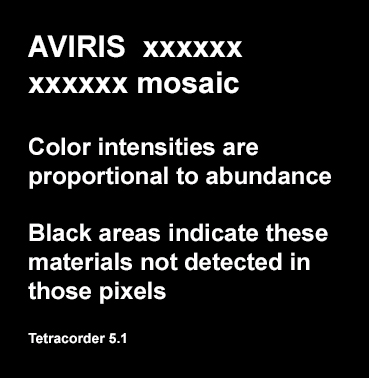 AVIRIS  xxxxxx
xxxxxx mosaic
Color intensities are
proportional to abundance
Black areas indicate these
materials not detected in
those pixels
Tetracorder 5.1